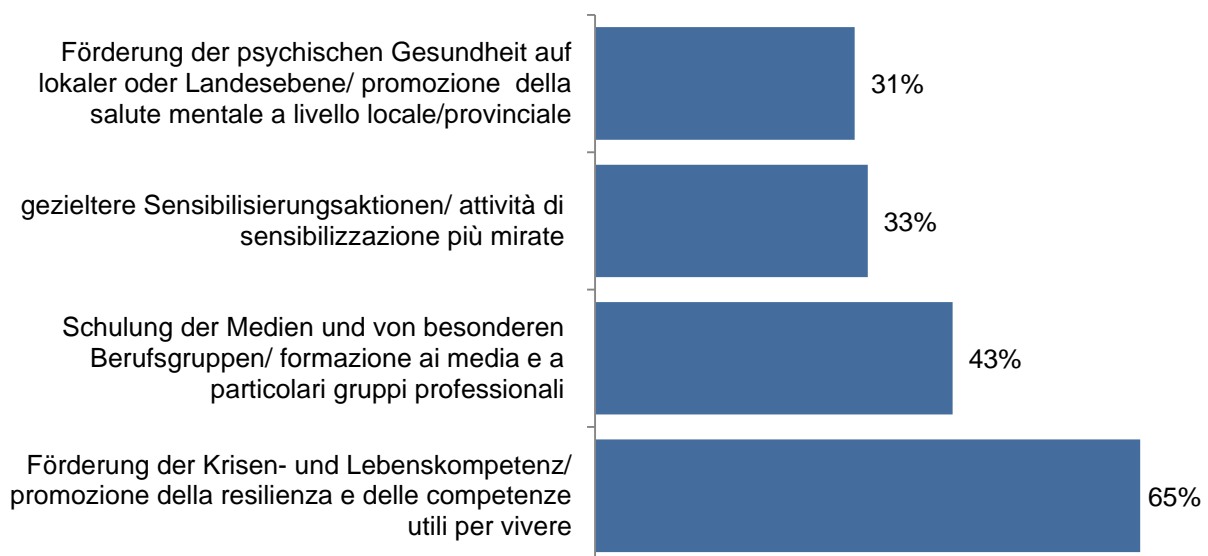 Förderung der psychischen Gesundheit auf
lokaler oder Landesebene/ promozione della
salute mentale a livello locale/provinciale
31%
gezieltere Sensibilisierungsaktionen/ attività di
sensibilizzazione più mirate
33%
Schulung der Medien und von besonderen
Berufsgruppen/ formazione ai media e a
particolari gruppi professionali
43%
Förderung der Krisen- und Lebenskompetenz/
promozione della resilienza e delle competenze
utili per vivere
65%